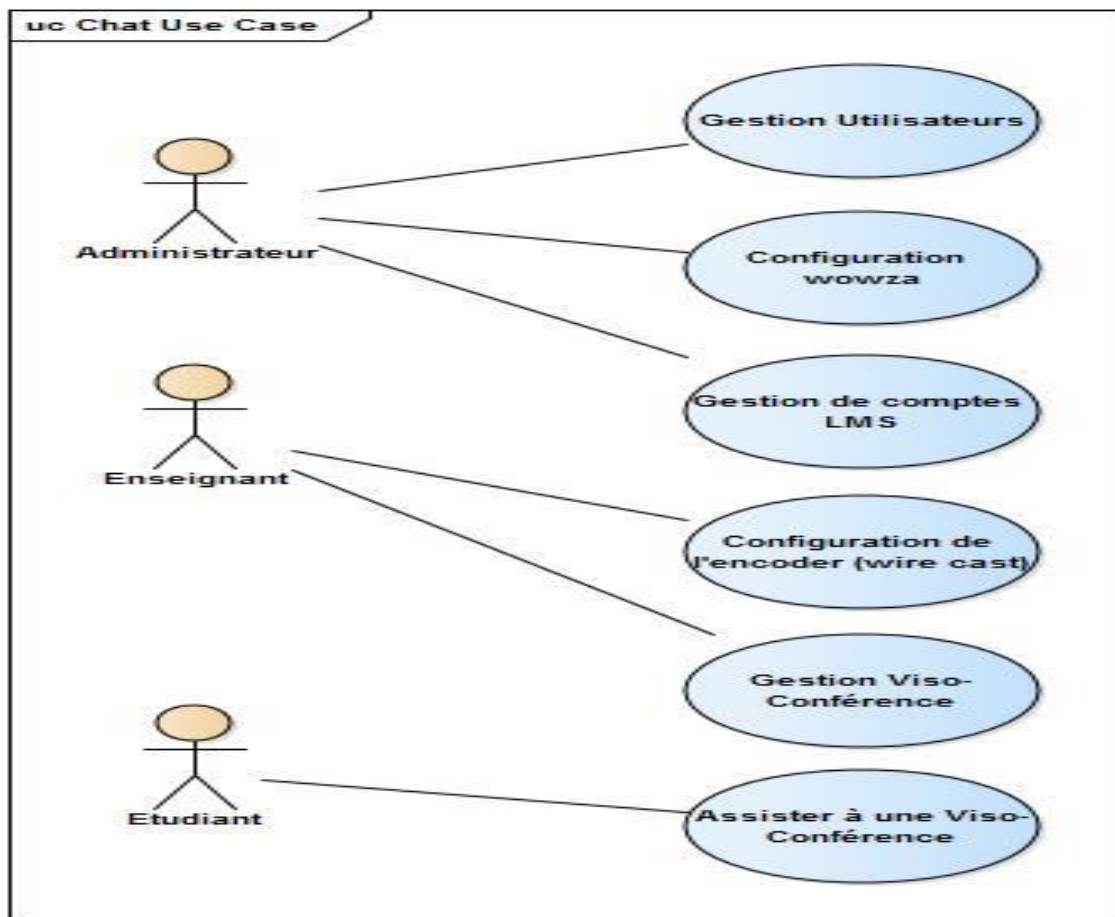 uc Chat Use Case
Gestion Utilisateurs
Administrateur
Configuration
wowza
Gestion de comptes
LMS
Enseignant
Configuration de
l'encoder (wire cast)
Gestion Viso-
Conférence
Etudiant
Assister à une Viso-
Conférence